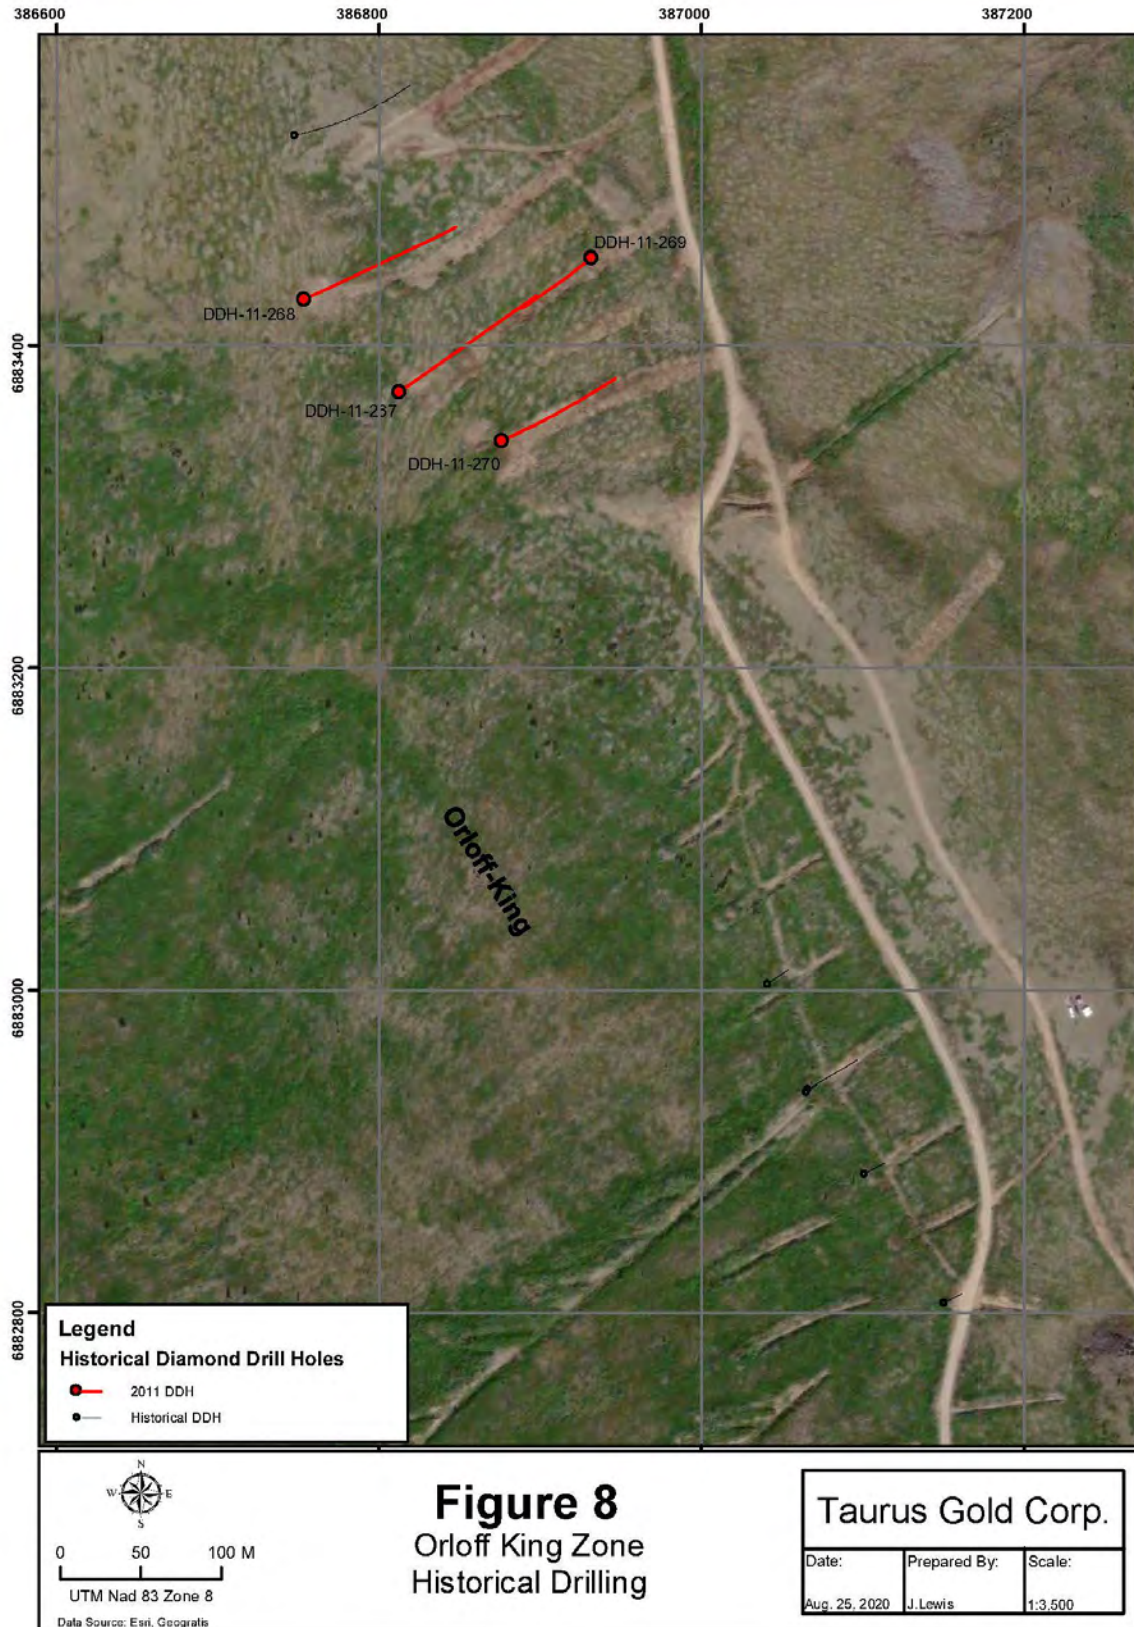 386600
386800
387000
387200
DDH-11-269
DDH-11-268
6883400
DDH-11-237
DDH-11-270
6883200
Orloff-King
6883000
6882800
Legend
Historical Diamond Drill Holes
2011 DDH
Historical DDH
N
W
E
S
0 50 100 M
UTM Nad 83 Zone 8
Data Source: Esri, Geogratis
Figure 8
Orloff King Zone
Historical Drilling
Taurus Gold Corp.
Date: Prepared By: Scale:
Aug. 25, 2020 J.Lewis 1:3,500